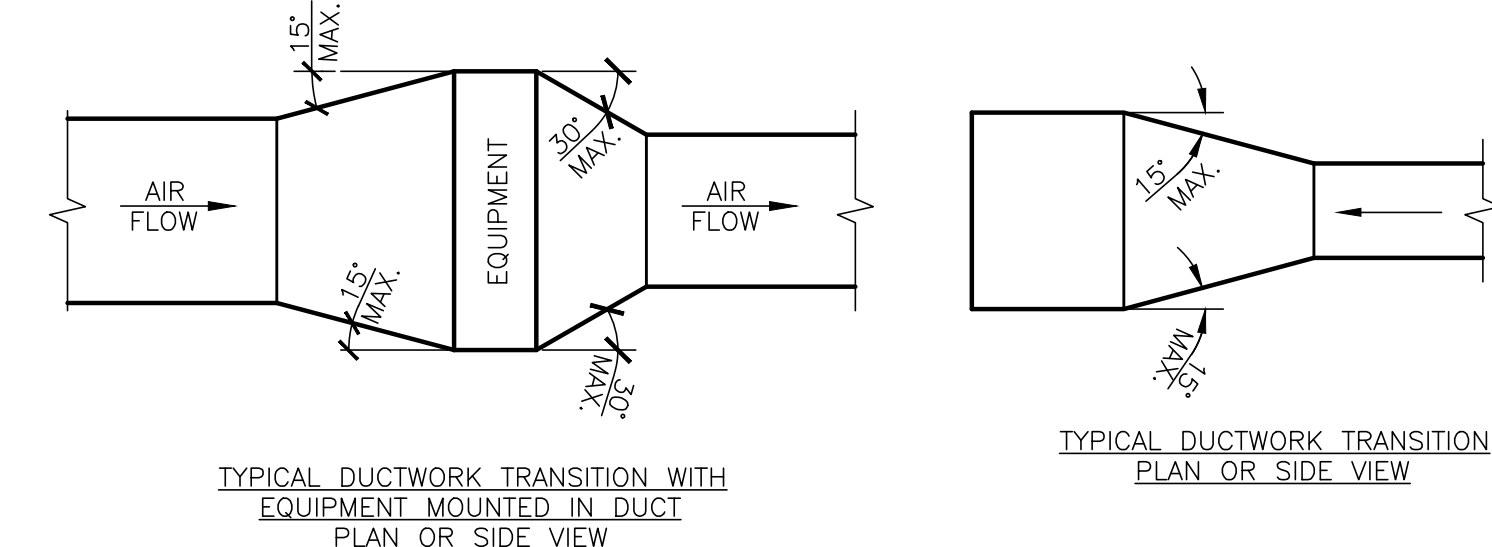 15°
MAX.
AIR
FLOW
15°
MAX.
EQUIPMENT
30°
MAX.
30°
MAX.
AIR
FLOW
TYPICAL DUCTWORK TRANSITION WITH
EQUIPMENT MOUNTED IN DUCT
PLAN OR SIDE VIEW
15°
MAX.
15°
MAX.
TYPICAL DUCTWORK TRANSITION
PLAN OR SIDE VIEW